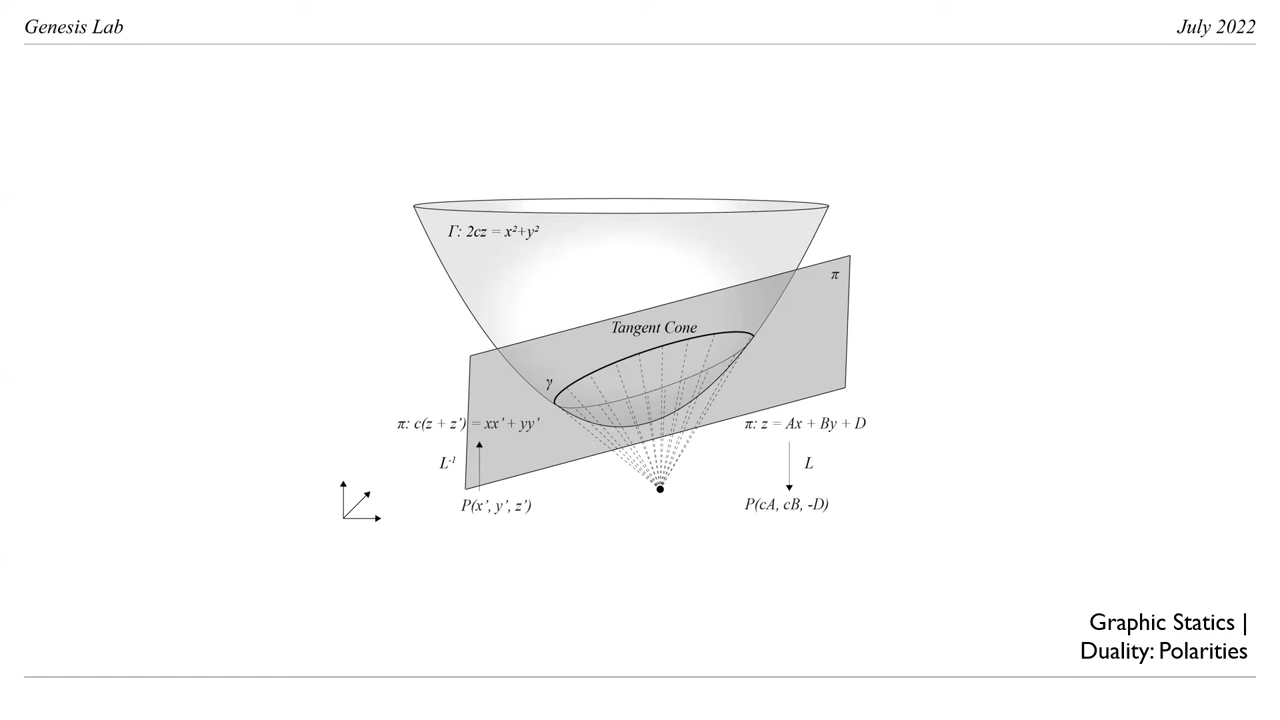 Genesis Lab
July 2022
Γ: 2cz = x²+y²
π
Tangent Cone
γ
π: c(z + z’) = xx’ + yy’
π: z = Ax + By + D
L⁻¹
L
P(x’, y’, z’)
P(cA, cB, -D)
Graphic Statics |
Duality: Polarities